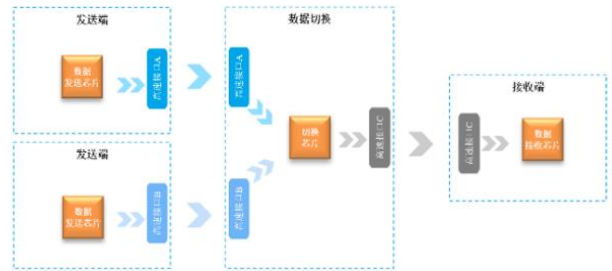 发送端
数据
发送芯片
高速接口A
发送端
数据
发送芯片
高速接口B
数据切换
高速接口A
高速接口B
切换
芯片
高速接口C
接收端
高速接口C
数据
接收芯片